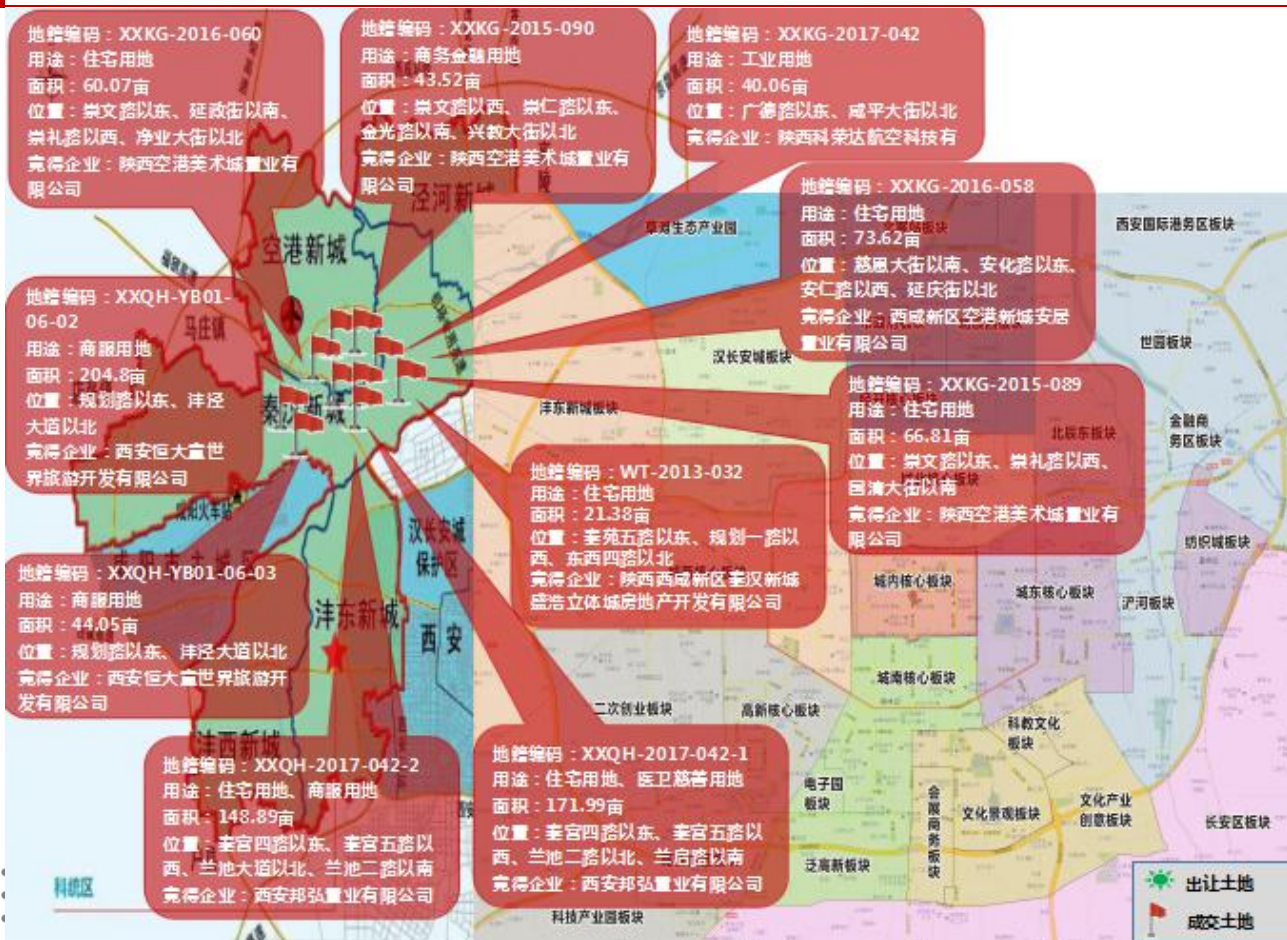 地籍编码：XXKG-2016-060
用途：住宅用地
面积：60.07亩
位置：崇文路以东、延政街以南、
崇礼路以西、净业大街以北
竞得企业：陕西空港美术城置业有
限公司
地籍编码：XXKG-2015-090
用途：商务金融用地
面积：43.52亩
位置：崇文路以西、崇仁路以东、
金光路以南、兴教大街以北
竞得企业：陕西空港美术城置业有
限公司
地籍编码：XXKG-2017-042
用途：工业用地
面积：40.06亩
位置：广德路以东、咸平大街以北
竞得企业：陕西科荣达航空科技有
地籍编码：XXKG-2016-058
用途：住宅用地
面积：73.62亩
位置：慈恩大街以南、安化路以东、
安仁路以西、延庆街以北
竞得企业：西咸新区空港新城安居
置业有限公司
地籍编码：XXQH-YB01-
06-02
用途：商服用地
面积：204.8亩
位置：规划路以东、沣泾
大道以北
竞得企业：西安恒大童世
界旅游开发有限公司
地籍编码：XXKG-2015-089
用途：住宅用地
面积：66.81亩
位置：崇文路以东、崇礼路以西、
国清大街以南
竞得企业：陕西空港美术城置业有
限公司
地籍编码：WT-2013-032
用途：住宅用地
面积：21.38亩
位置：秦苑五路以东、规划一路以
西、东西四路以北
竞得企业：陕西西咸新区秦汉新城
盛浩立体城房地产开发有限公司
地籍编码：XXQH-YB01-06-03
用途：商服用地
面积：44.05亩
位置：规划路以东、沣泾大道以北
竞得企业：西安恒大童世界旅游开
发有限公司
地籍编码：XXQH-2017-042-2
用途：住宅用地、商服用地
面积：148.89亩
位置：秦宫四路以东、秦宫五路以
西、兰池大道以北、兰池二路以南
竞得企业：西安邦弘置业有限公司
地籍编码：XXQH-2017-042-1
用途：住宅用地、医卫慈善用地
面积：171.99亩
位置：秦宫四路以东、秦宫五路以
西、兰池二路以北、兰启路以南
竞得企业：西安邦弘置业有限公司
泾河新城
空港新城
马庄镇
秦汉新城
咸阳火车站
汉长安城
保护区
沣东新城
西安
沣西新城
科统区
草滩生态产业园
西安国际港务区板块
汉长安城板块
世园板块
沣东新城板块
北辰东板块
金融商
务区板块
纺织城板块
城内核心板块
城东核心板块
浐河板块
城南核心板块
二次创业板块
高新核心板块
科教文化
板块
电子园
板块
会展商务板块
文化景观板块
文化产业
创意板块
长安区板块
泛高新板块
科技产业园板块
出让土地
成交土地